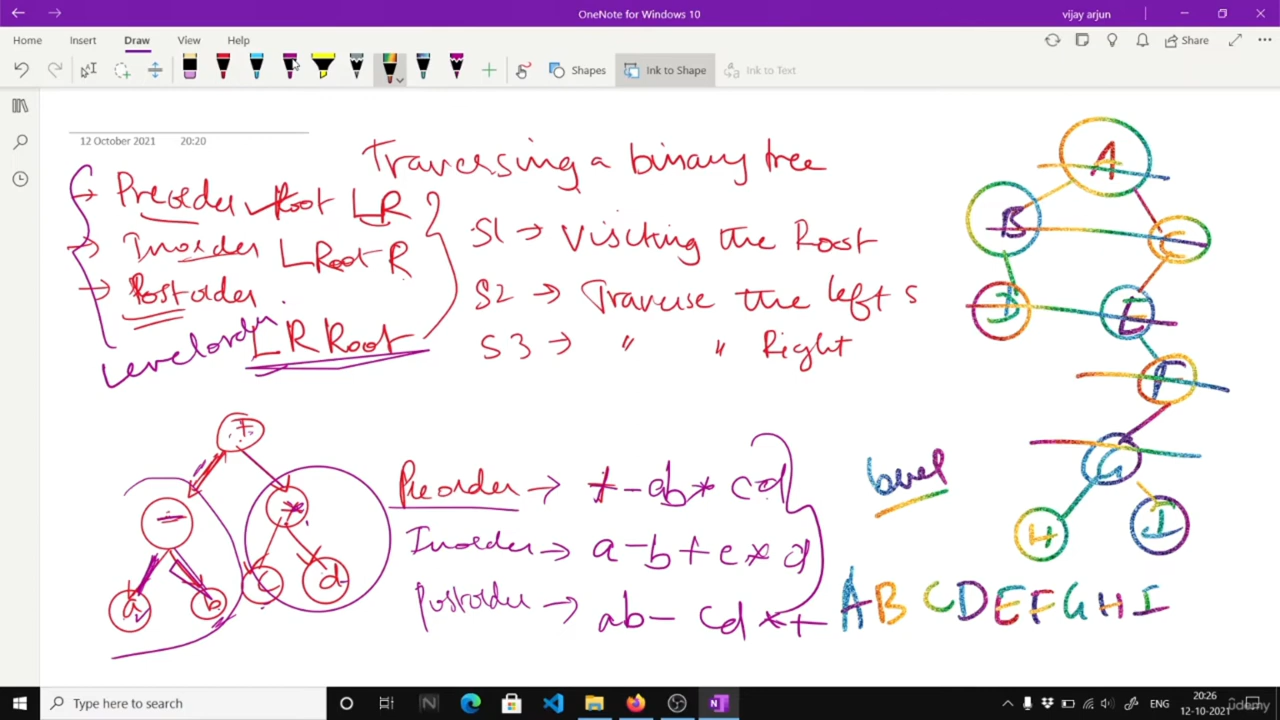 OneNote for Windows 10
vijay arjun
Home Insert Draw View Help
Share
Shapes
Ink to Shape
Ink to Text
12 October 2021 20:20
Traversing a binary tree
Preorder Root LR
Inorder L Root R
Postorder
Levelorder
L R Root
S1 → Visiting the Root
S2 → Traverse the left S
S3 → " " Right
A
B C
D E
F
G
H I
+
- *
a b c d
Preorder → + - ab * cd
Inorder → a - b + c * d
Postorder → ab - cd * +
level
A B C D E F G H I
Type here to search
ENG
20:26
12-10-2021
udemy